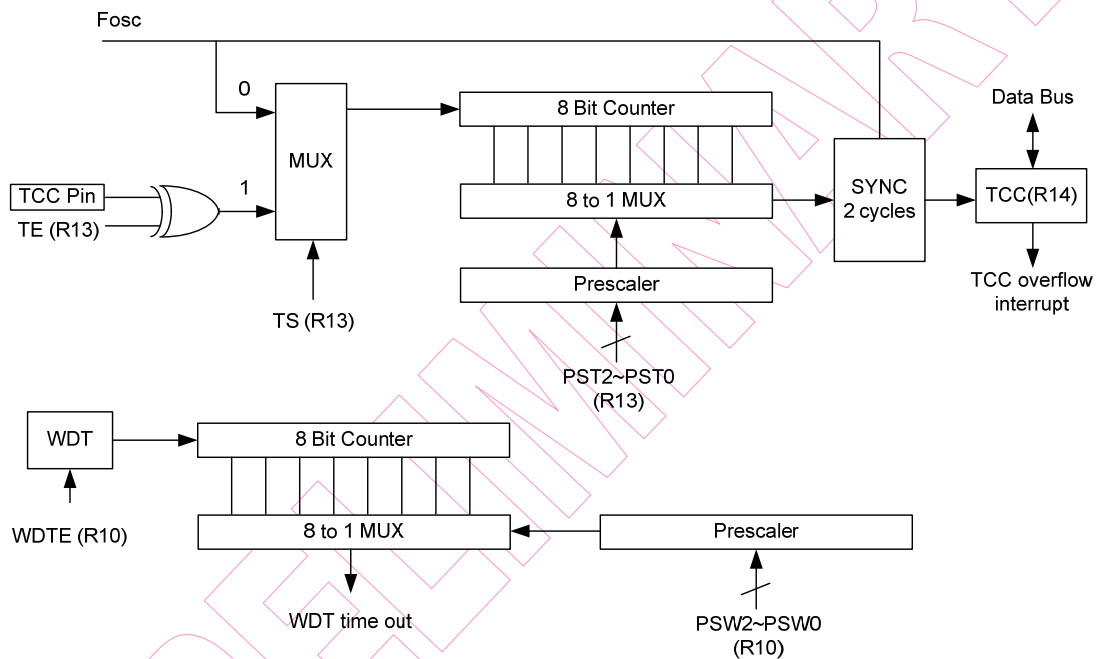 Fosc
0
MUX
1
TCC Pin
TE (R13)
TS (R13)
8 Bit Counter
8 to 1 MUX
Prescaler
PST2~PST0
(R13)
SYNC
2 cycles
Data Bus
TCC(R14)
TCC overflow
interrupt
WDT
WDTE (R10)
8 Bit Counter
8 to 1 MUX
WDT time out
Prescaler
PSW2~PSW0
(R10)